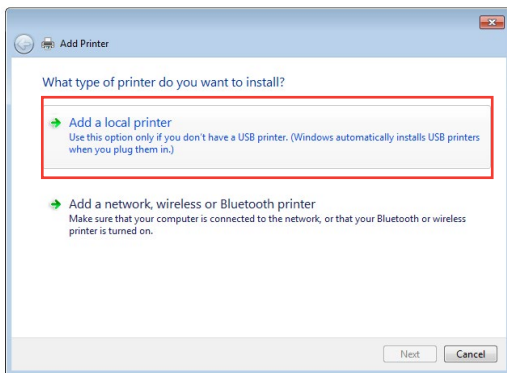 Add Printer
What type of printer do you want to install?
Add a local printer
Use this option only if you don't have a USB printer. (Windows automatically installs USB printers
when you plug them in.)
Add a network, wireless or Bluetooth printer
Make sure that your computer is connected to the network, or that your Bluetooth or wireless
printer is turned on.
Next Cancel